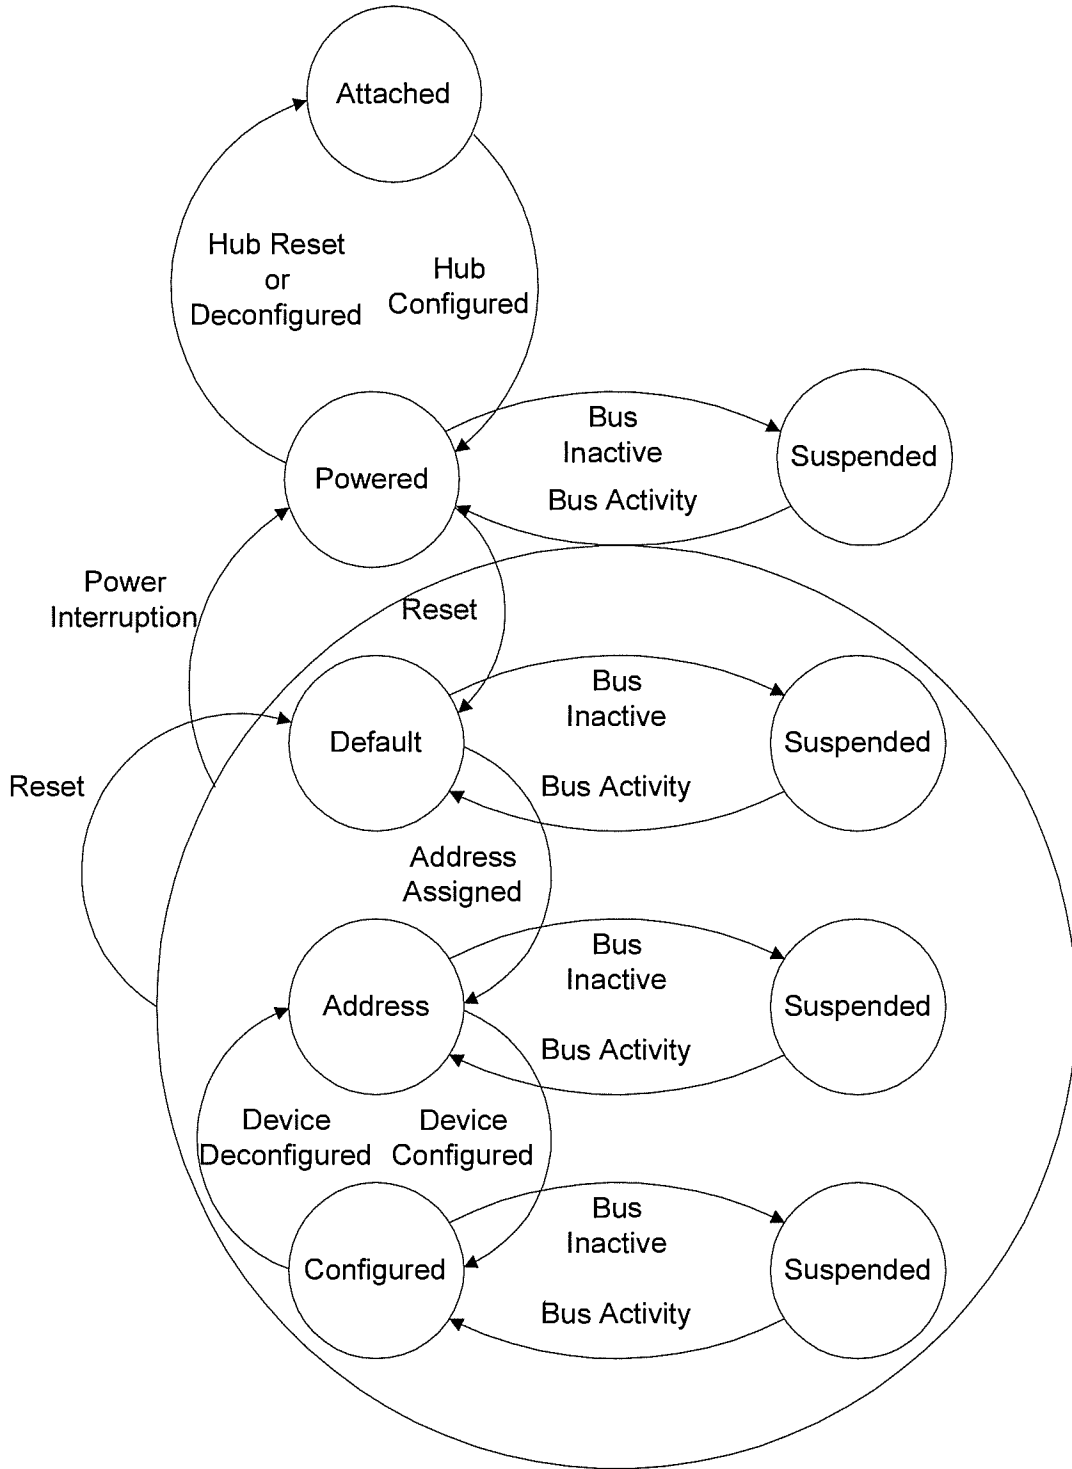 Attached
Hub Reset
or
Deconfigured
Hub
Configured
Bus
Inactive
Suspended
Powered
Bus Activity
Power
Interruption
Reset
Bus
Inactive
Default
Suspended
Reset
Bus Activity
Address
Assigned
Bus
Inactive
Address
Suspended
Bus Activity
Device
Deconfigured
Device
Configured
Bus
Inactive
Configured
Suspended
Bus Activity